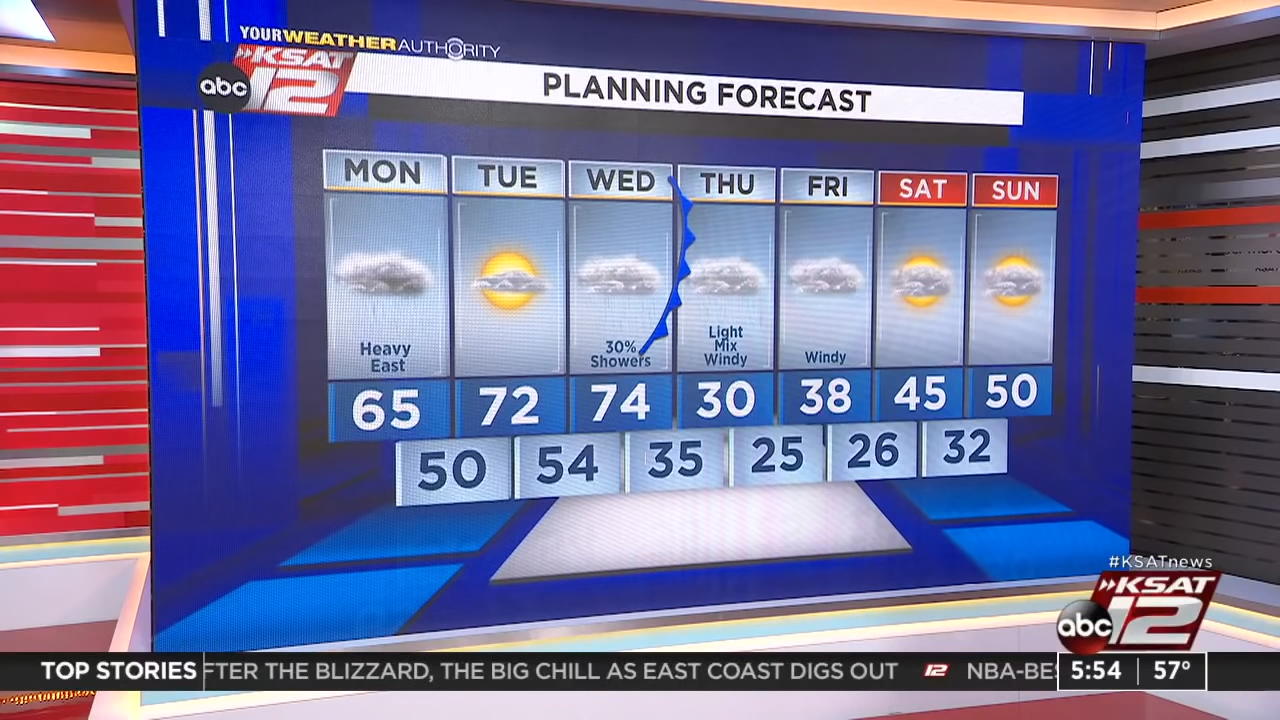 YOUR WEATHER AUTHORITY
KSAT
abc 12
PLANNING FORECAST
MON TUE WED THU FRI SAT SUN
Heavy
East
30%
Showers
Light
Mix
Windy
Windy
65 72 74 30 38 45 50
50 54 35 25 26 32
#KSATnews
KSAT
abc 12
TOP STORIES FTER THE BLIZZARD, THE BIG CHILL AS EAST COAST DIGS OUT 12 NBA-BES 5:54 57°